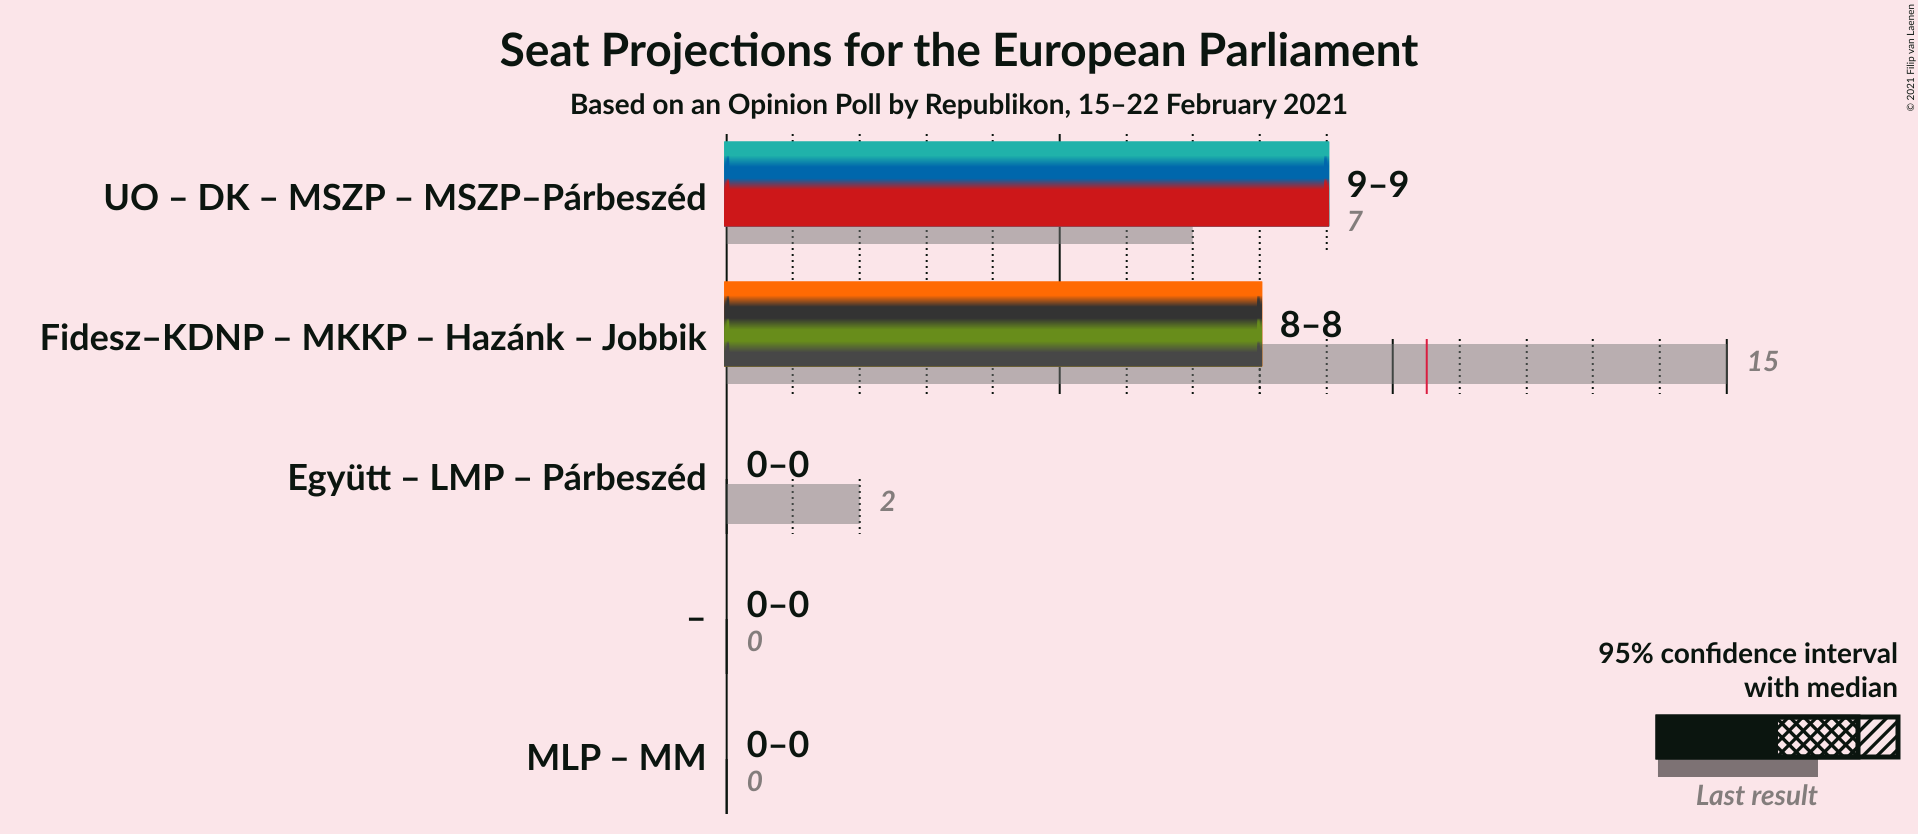 Seat Projections for the European Parliament
Based on an Opinion Poll by Republikon, 15–22 February 2021
© 2021 Filip van Laenen
UO – DK – MSZP – MSZP–Párbeszéd
9–9
7
Fidesz–KDNP – MKKP – Hazánk – Jobbik
8–8
15
Együtt – LMP – Párbeszéd
0–0
2
–
0–0
0
MLP – MM
0–0
0
95% confidence interval
with median
Last result